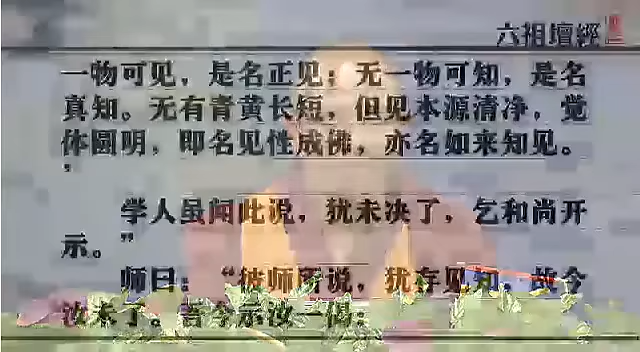 六祖壇經
一物可见，是名正见；无一物可知，是名
真知。无有青黄长短，但见本源清净，觉
体圆明，即名见性成佛，亦名如来知见。
”
学人虽闻此说，犹未决了，乞和尚开
示。”
师曰：“彼师所说，犹存见知，故今
汝未了。吾今示汝一偈：